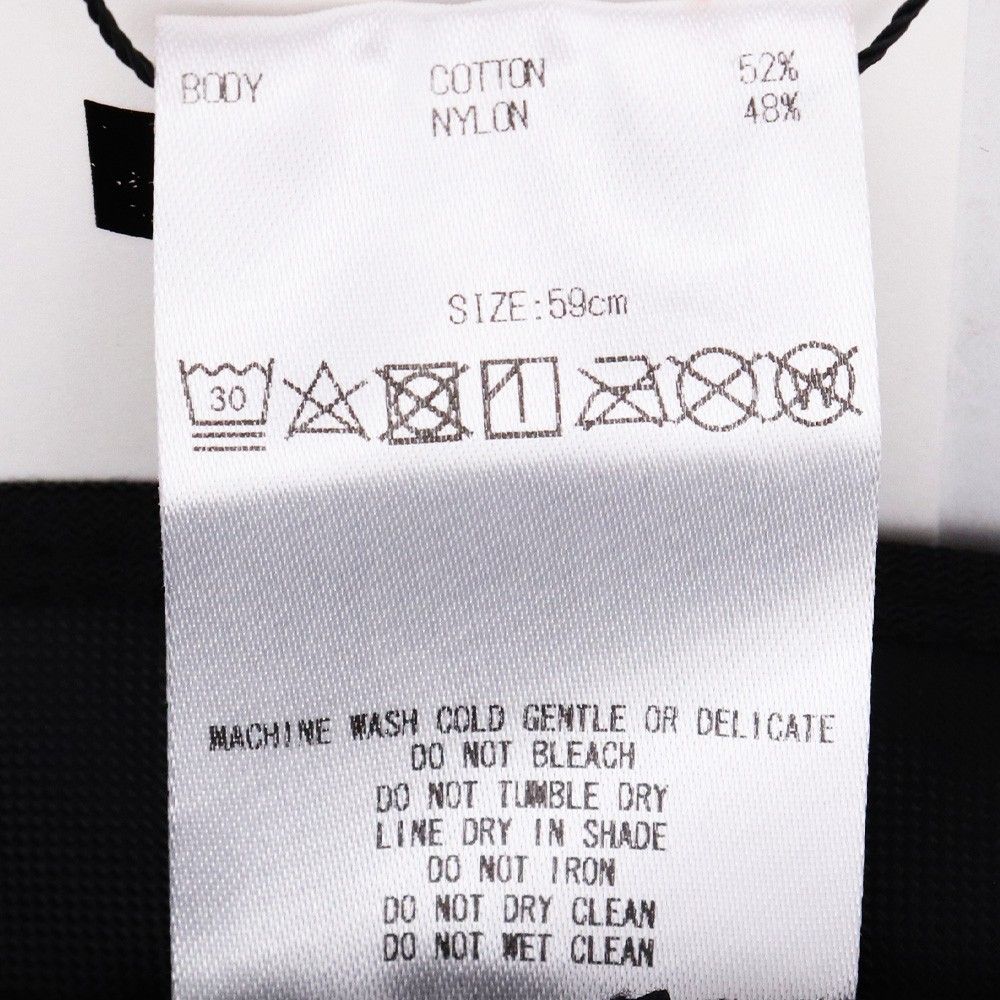 BODY COTTON 52%
NYLON 48%
SIZE:59cm
30
W
MACHINE WASH COLD GENTLE OR DELICATE
DO NOT BLEACH
DO NOT TUMBLE DRY
LINE DRY IN SHADE
DO NOT IRON
DO NOT DRY CLEAN
DO NOT WET CLEAN